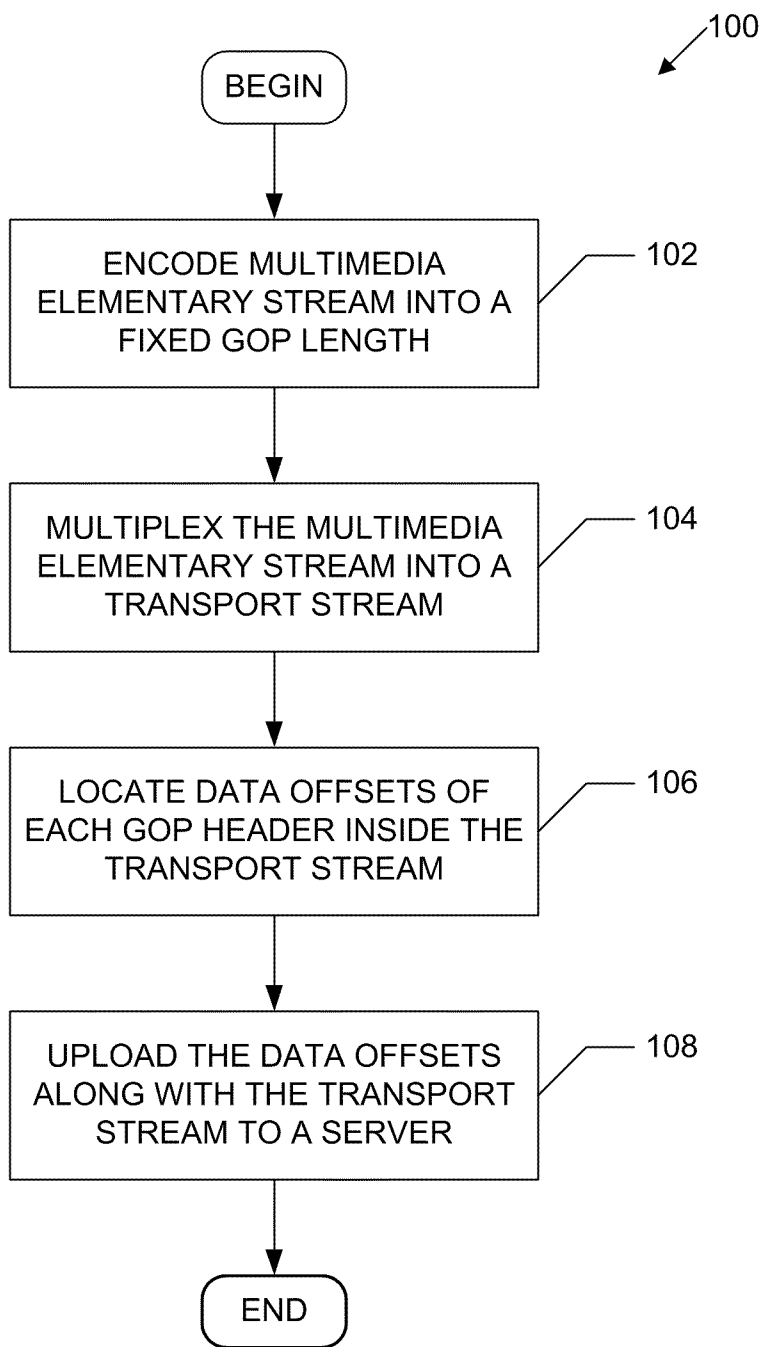 100
BEGIN
ENCODE MULTIMEDIA
ELEMENTARY STREAM INTO A
FIXED GOP LENGTH
102
MULTIPLEX THE MULTIMEDIA
ELEMENTARY STREAM INTO A
TRANSPORT STREAM
104
LOCATE DATA OFFSETS OF
EACH GOP HEADER INSIDE THE
TRANSPORT STREAM
106
UPLOAD THE DATA OFFSETS
ALONG WITH THE TRANSPORT
STREAM TO A SERVER
108
END